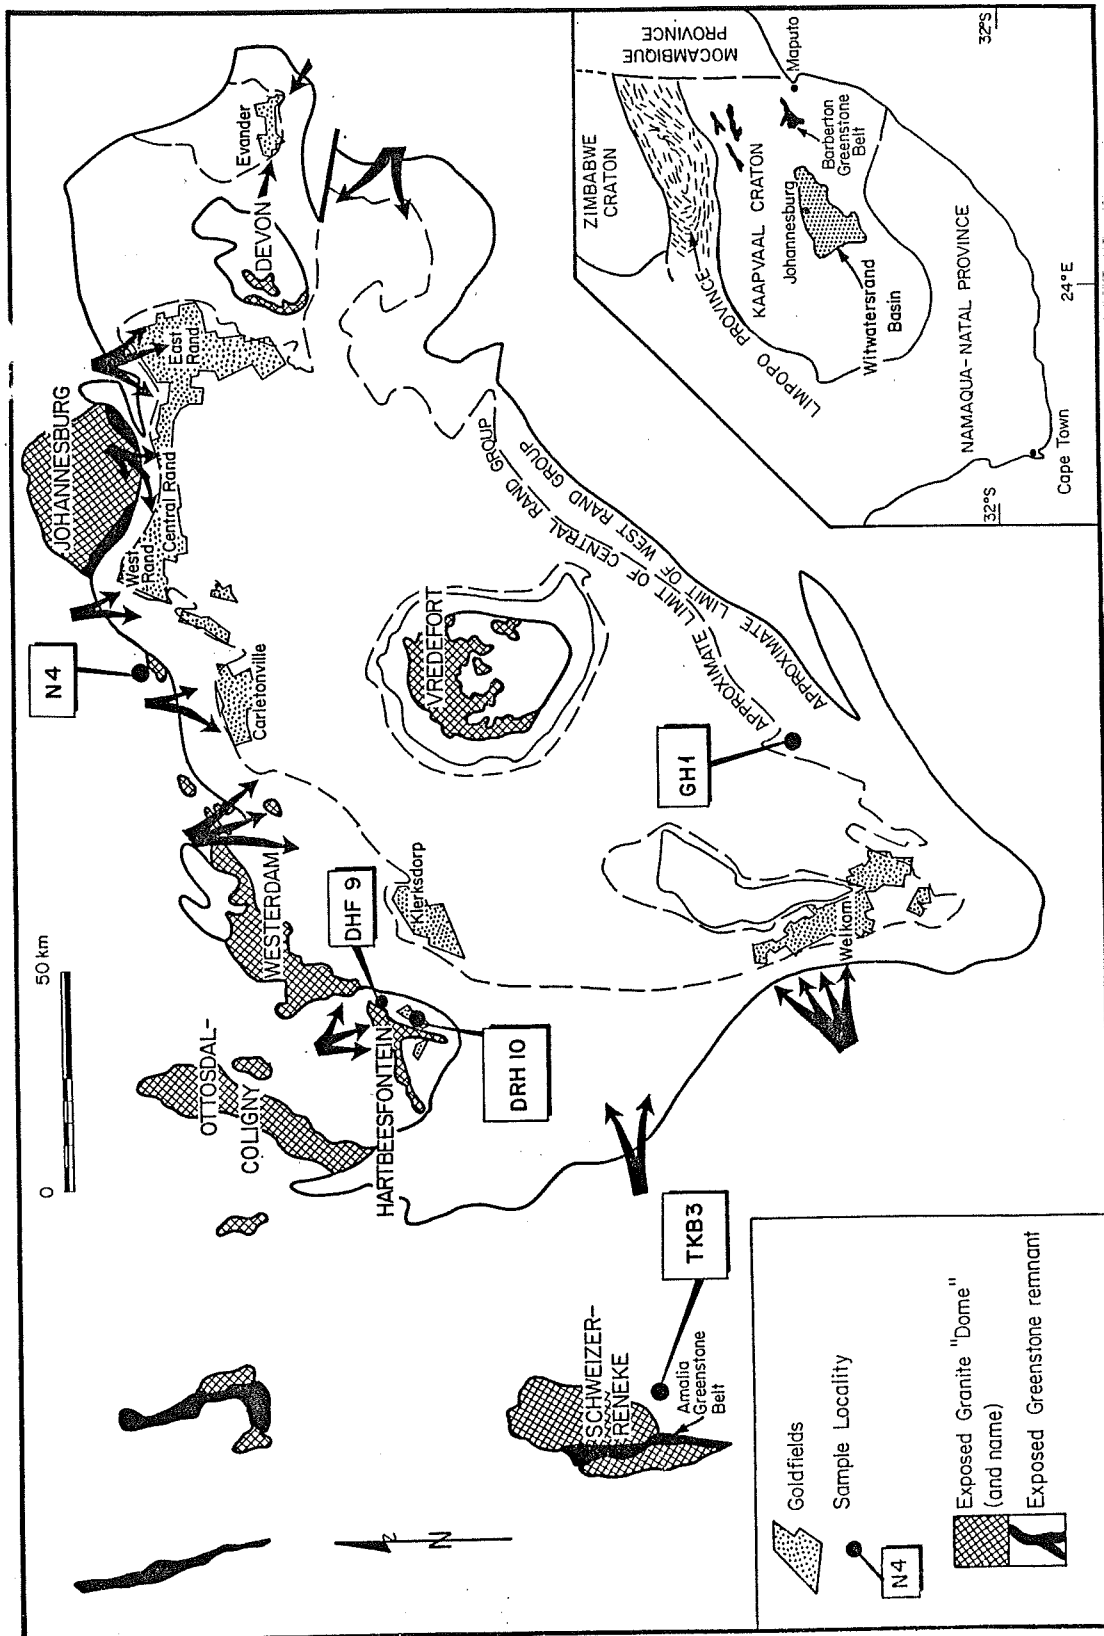 JOHANNESBURG
N4
West
Rand
Central Rand
East
Rand
DEVON
Evander
Carletonville
WESTERDAM
50 km
0
OTTOSDAL-
COLIGNY
HARTBEESFONTEIN
DHF 9
DRH 10
Klerksdorp
VREDEFORT
APPROXIMATE LIMIT OF CENTRAL RAND GROUP
APPROXIMATE LIMIT OF WEST RAND GROUP
GH1
Welkom
TKB3
SCHWEIZER-
RENEKE
Amalia
Greenstone
Belt
N
Goldfields
Sample Locality
N4
Exposed Granite "Dome"
(and name)
Exposed Greenstone remnant
ZIMBABWE
CRATON
MOCAMBIQUE
PROVINCE
LIMPOPO PROVINCE
KAAPVAAL CRATON
Johannesburg
Witwatersrand
Basin
Barberton
Greenstone
Belt
Maputo
NAMAQUA-NATAL PROVINCE
Cape Town
32°S
24°E
32°S